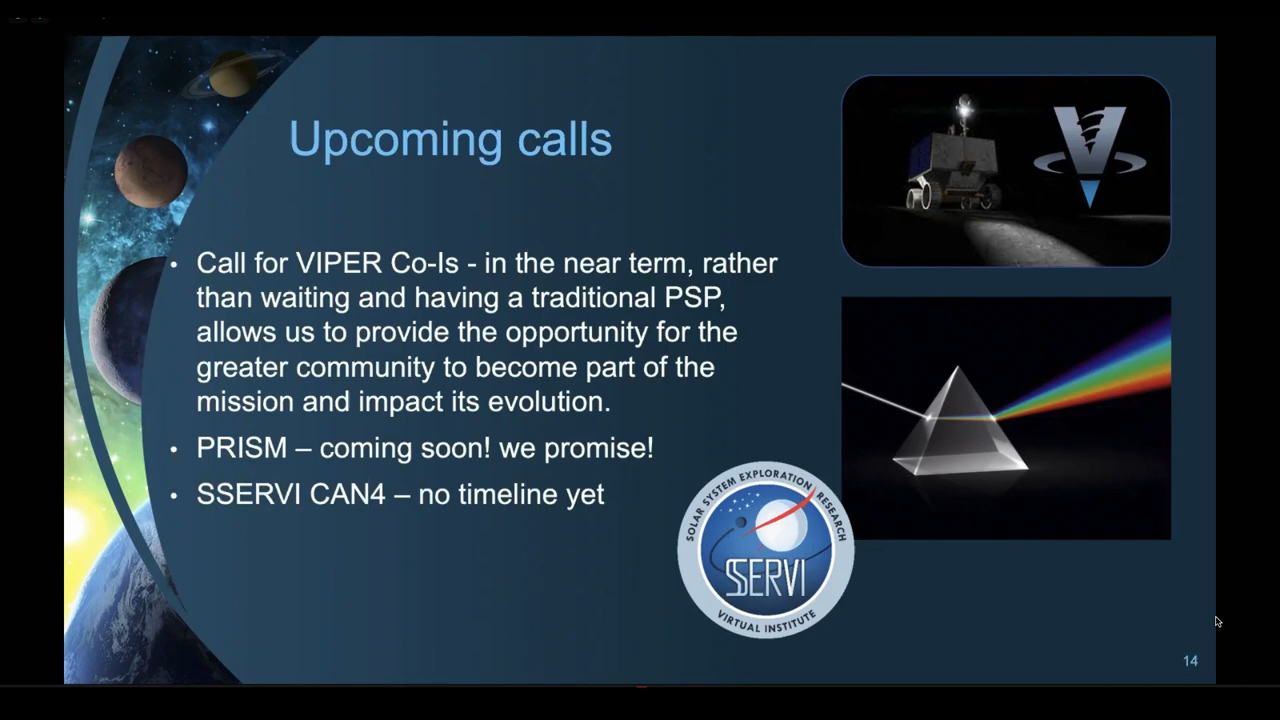 Upcoming calls
• Call for VIPER Co-Is - in the near term, rather
than waiting and having a traditional PSP,
allows us to provide the opportunity for the
greater community to become part of the
mission and impact its evolution.
• PRISM – coming soon! we promise!
• SSERVI CAN4 – no timeline yet
V
SOLAR SYSTEM EXPLORATION RESEARCH
SSERVI
VIRTUAL INSTITUTE
14